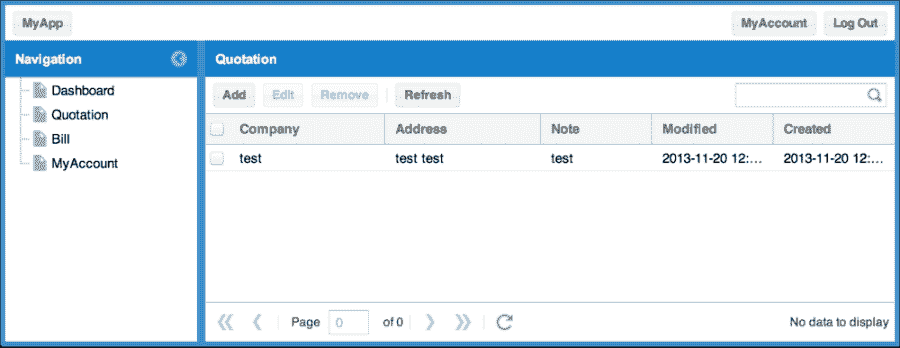 MyApp MyAccount Log Out
Navigation Quotation
Dashboard
Quotation
Bill
MyAccount
Add Edit Remove Refresh
Company Address Note Modified Created
test test test test 2013-11-20 12:... 2013-11-20 12:...
Page 0 of 0 No data to display